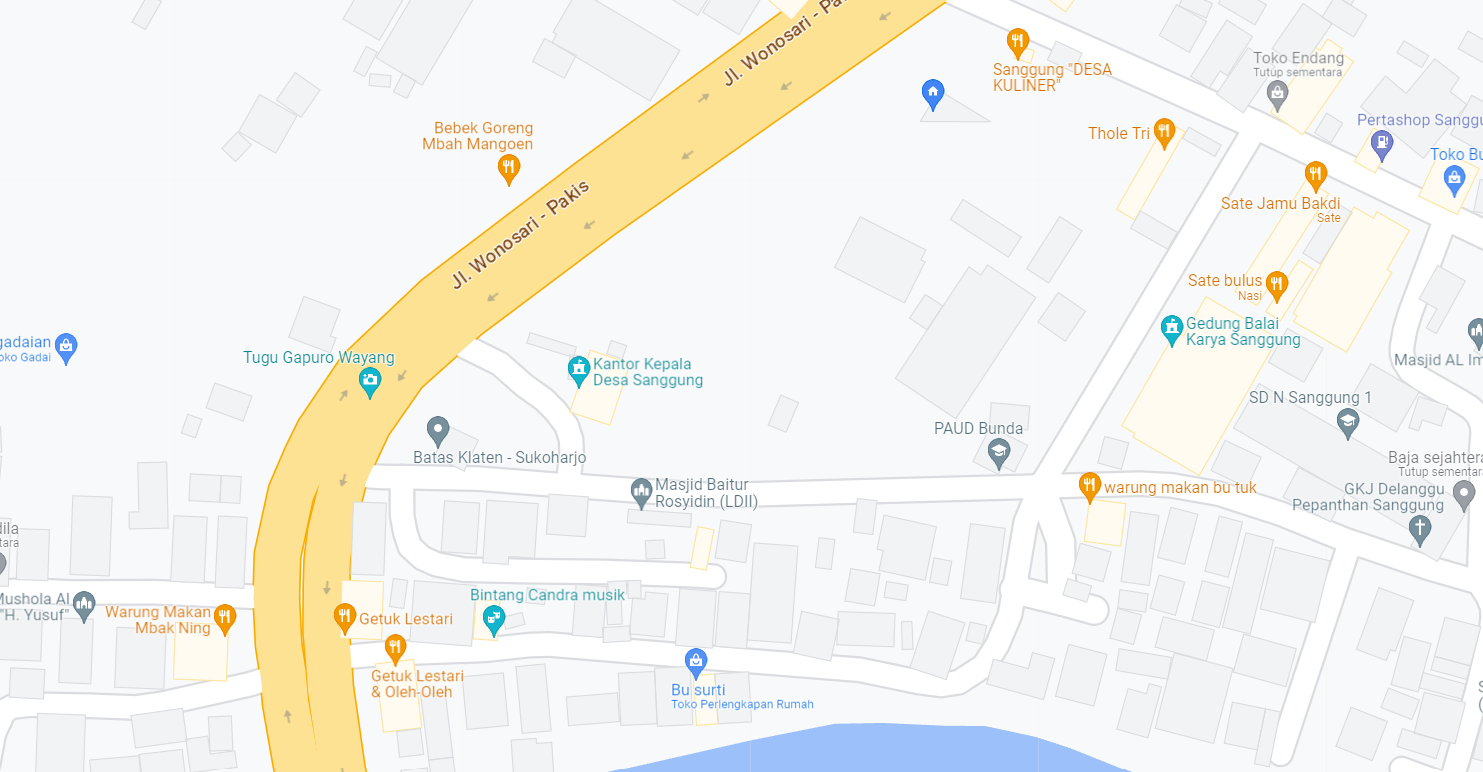 Jl. Wonosari - Pa
Sanggung "DESA
KULINER"
Toko Endang
Tutup sementara
Pertashop Sanggu
Toko Bu
Thole Tri
Bebek Goreng
Mbah Mangoen
Jl. Wonosari - Pakis
Sate Jamu Bakdi
Sate
Sate bulus
Nasi
Gedung Balai
Karya Sanggung
gadaian
oko Gadai
Tugu Gapuro Wayang
Kantor Kepala
Desa Sanggung
Masjid AL Im
SD N Sanggung 1
PAUD Bunda
Batas Klaten - Sukoharjo
Baja sejahtera
Tutup sementara
Masjid Baitur
Rosyidin (LDII)
warung makan bu tuk
GKJ Delanggu
Pepanthan Sanggung
dila
tara
Mushola Al
"H. Yusuf"
Warung Makan
Mbak Ning
Getuk Lestari
Bintang Candra musik
Getuk Lestari
& Oleh-Oleh
Bu surti
Toko Perlengkapan Rumah
S
(